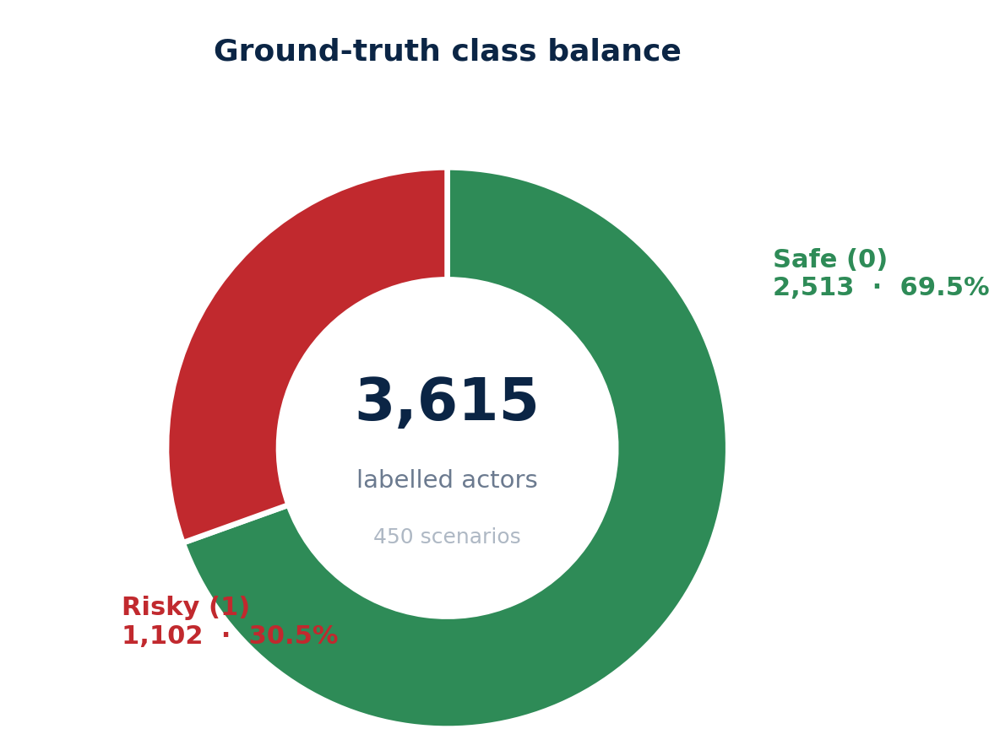 Ground-truth class balance
Safe (0)
2,513 · 69.5%
3,615
labelled actors
450 scenarios
Risky (1)
1,102 · 30.5%